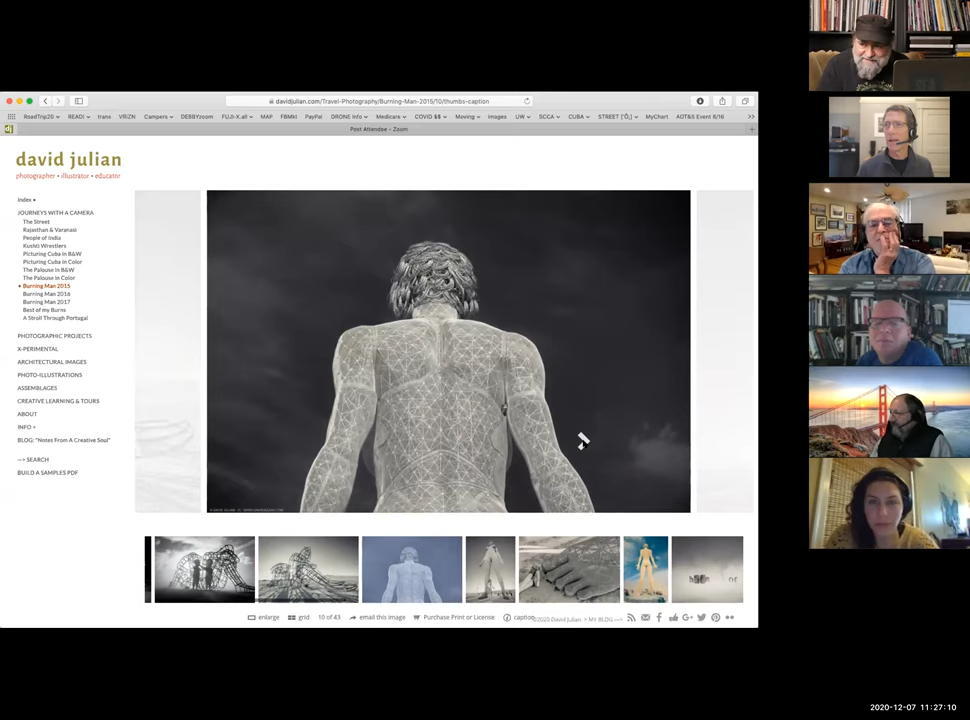 davidjulian.com/Travel-Photography/Burning-Man-2015/10/thumbs-caption
RoadTrip20 READ! trans VRIZN Campers DEBBYzoom FUJI-X.all MAP FBMkt PayPal DRONE Info Medicars COVID $$ Moving Images UW SCCA CUBA STREET MyChart AOT&S Event 8/16 >>
dj Post Attendee - Zoom +
david julian
photographer • illustrator • educator
Index •
JOURNEYS WITH A CAMERA
The Street
Rajasthan & Varanasi
People of India
Kushti Wrestlers
Picturing Cuba in B&W
Picturing Cuba in Color
The Palouse in B&W
The Palouse in Color
• Burning Man 2015
Burning Man 2016
Burning Man 2017
Best of my Burns
A Stroll Through Portugal
PHOTOGRAPHIC PROJECTS
X-PERIMENTAL
ARCHITECTURAL IMAGES
PHOTO-ILLUSTRATIONS
ASSEMBLAGES
CREATIVE LEARNING & TOURS
ABOUT
INFO +
BLOG: "Notes From A Creative Soul"
---> SEARCH
BUILD A SAMPLES PDF
enlarge grid 10 of 43 email this image Purchase Print or License caption ©2020 David Julian > MY BLOG --->
2020-12-07 11:27:10